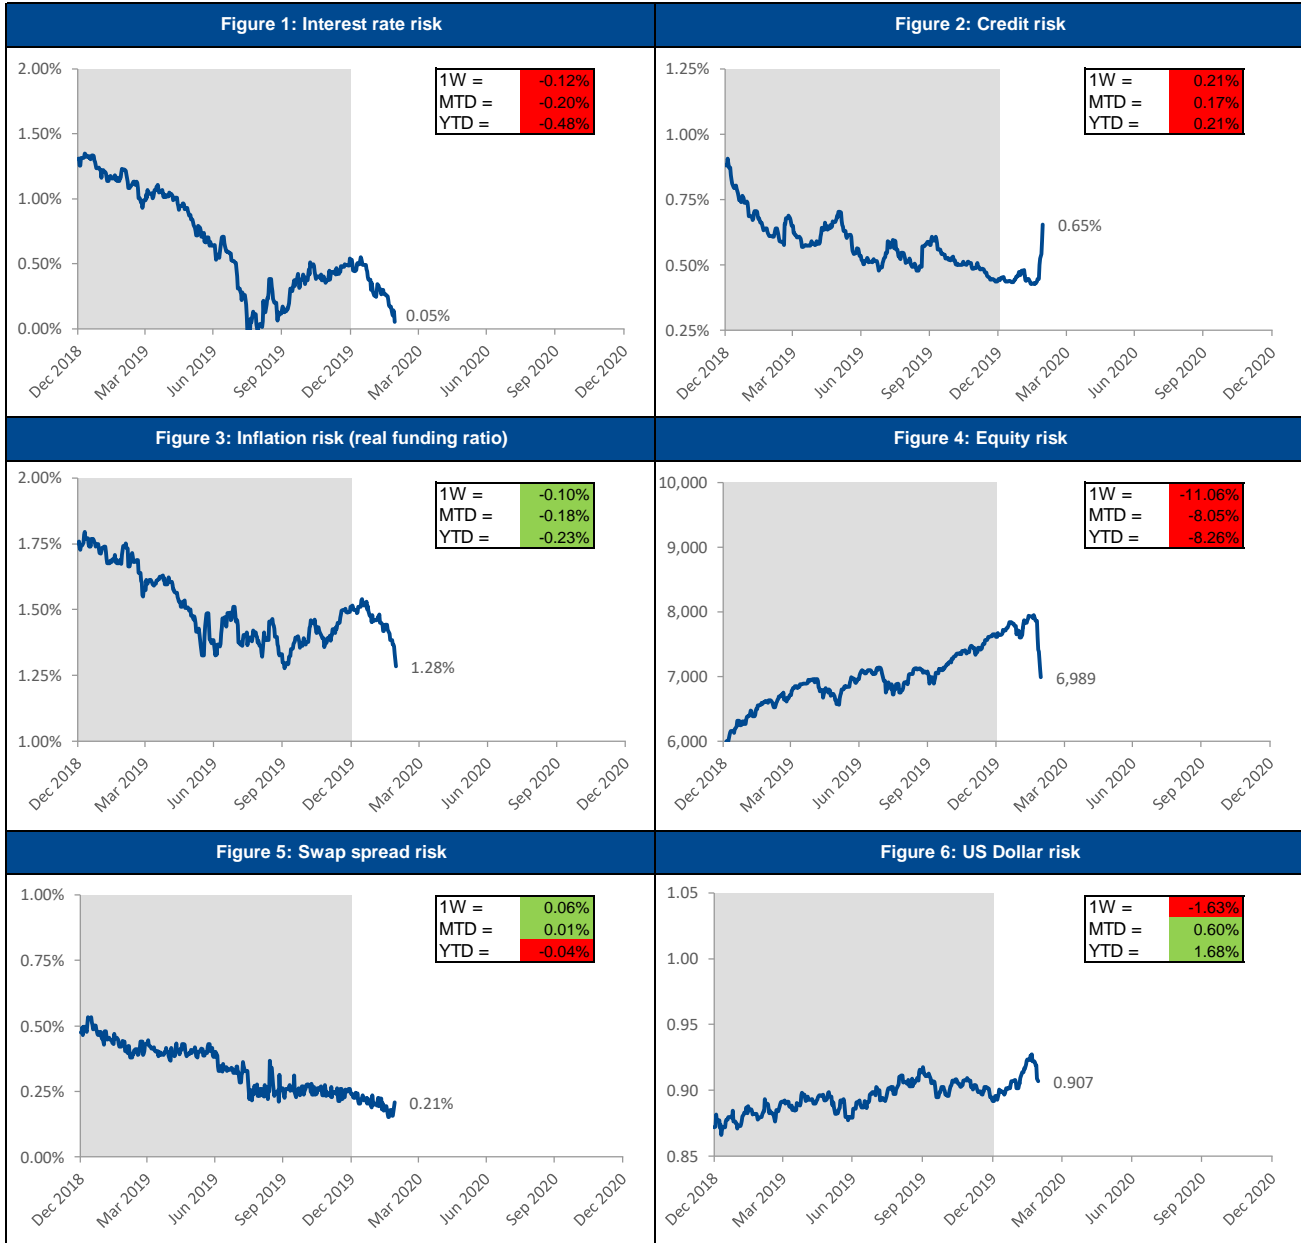 Figure 1: Interest rate risk
2.00%
1.50%
1.00%
0.50%
0.00%
1W = -0.12%
MTD = -0.20%
YTD = -0.48%
0.05%
Dec 2018 Mar 2019 Jun 2019 Sep 2019 Dec 2019 Mar 2020 Jun 2020 Sep 2020 Dec 2020
Figure 2: Credit risk
1.25%
1.00%
0.75%
0.50%
0.25%
1W = 0.21%
MTD = 0.17%
YTD = 0.21%
0.65%
Dec 2018 Mar 2019 Jun 2019 Sep 2019 Dec 2019 Mar 2020 Jun 2020 Sep 2020 Dec 2020
Figure 3: Inflation risk (real funding ratio)
2.00%
1.75%
1.50%
1.25%
1.00%
1W = -0.10%
MTD = -0.18%
YTD = -0.23%
1.28%
Dec 2018 Mar 2019 Jun 2019 Sep 2019 Dec 2019 Mar 2020 Jun 2020 Sep 2020 Dec 2020
Figure 4: Equity risk
10,000
9,000
8,000
7,000
6,000
1W = -11.06%
MTD = -8.05%
YTD = -8.26%
6,989
Dec 2018 Mar 2019 Jun 2019 Sep 2019 Dec 2019 Mar 2020 Jun 2020 Sep 2020 Dec 2020
Figure 5: Swap spread risk
1.00%
0.75%
0.50%
0.25%
0.00%
1W = 0.06%
MTD = 0.01%
YTD = -0.04%
0.21%
Dec 2018 Mar 2019 Jun 2019 Sep 2019 Dec 2019 Mar 2020 Jun 2020 Sep 2020 Dec 2020
Figure 6: US Dollar risk
1.05
1.00
0.95
0.90
0.85
1W = -1.63%
MTD = 0.60%
YTD = 1.68%
0.907
Dec 2018 Mar 2019 Jun 2019 Sep 2019 Dec 2019 Mar 2020 Jun 2020 Sep 2020 Dec 2020